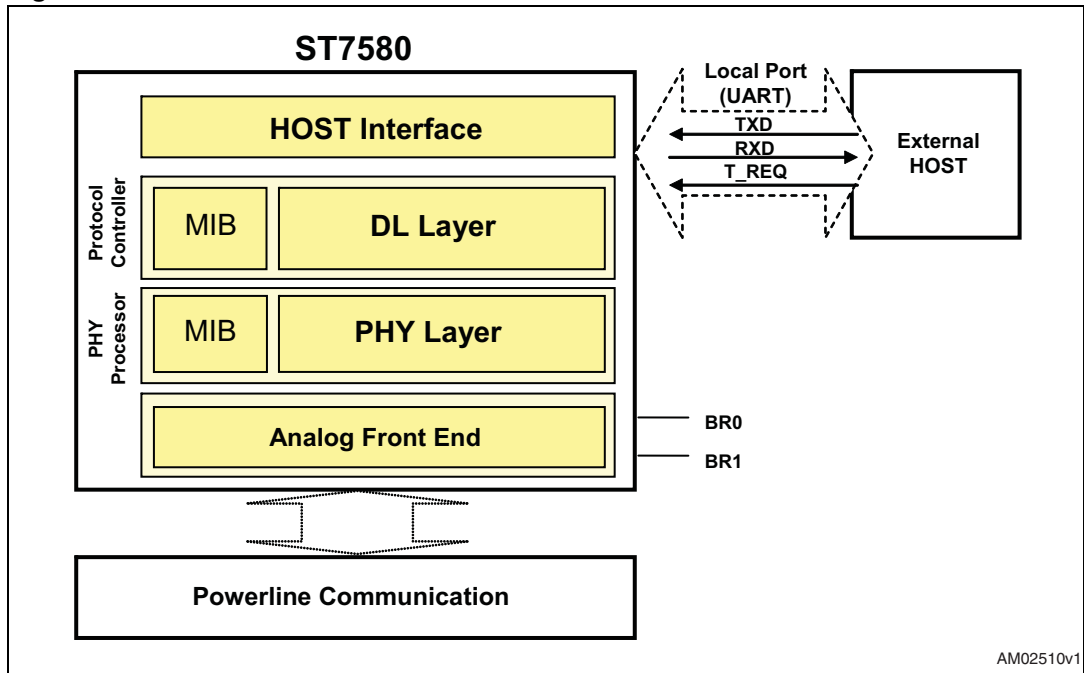 ST7580
HOST Interface
Protocol
Controller
MIB
DL Layer
PHY
Processor
MIB
PHY Layer
Analog Front End
BR0
BR1
Local Port
(UART)
TXD
RXD
T_REQ
External
HOST
Powerline Communication
AM02510v1